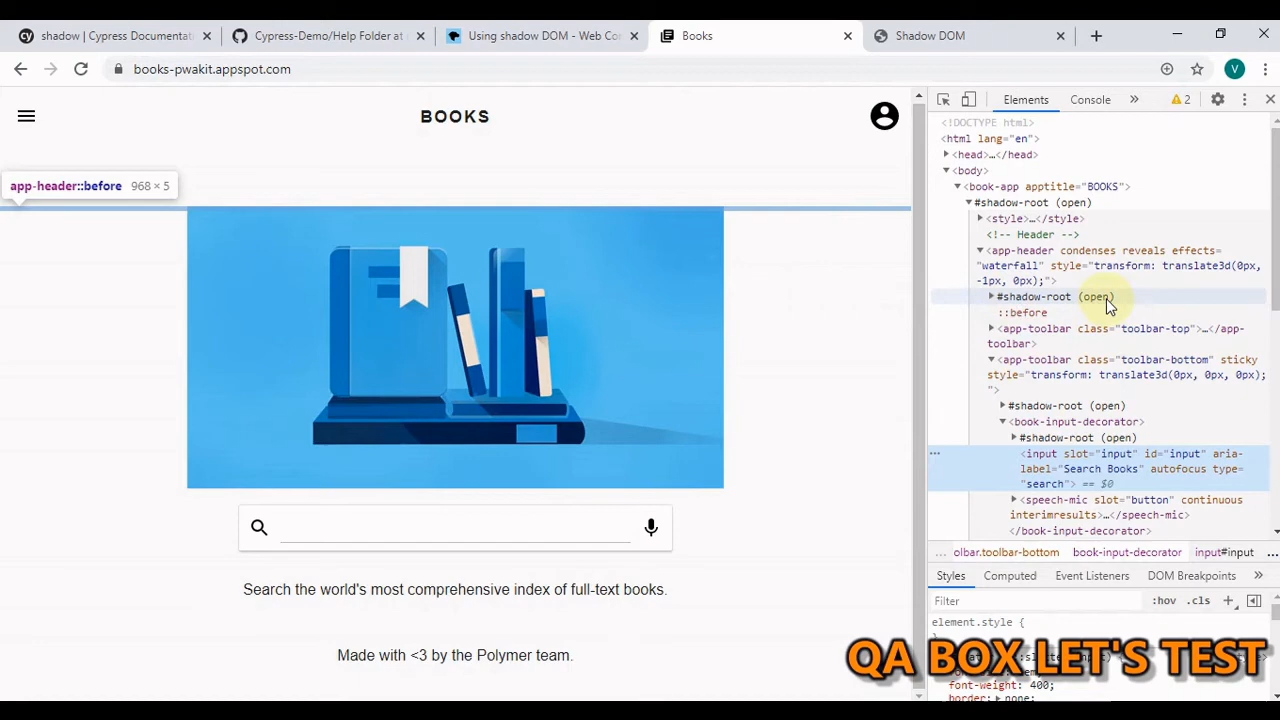 shadow | Cypress Documentati
Cypress-Demo/Help Folder at
Using shadow DOM - Web Co
Books
Shadow DOM
books-pwakit.appspot.com
V
BOOKS
app-header::before 968 × 5
Search the world's most comprehensive index of full-text books.
Made with <3 by the Polymer team.
Elements
Console
2
<!DOCTYPE html>
<html lang="en">
<head>…</head>
<body>
<book-app apptitle="BOOKS">
#shadow-root (open)
<style>…</style>
<!-- Header -->
<app-header condenses reveals effects=
"waterfall" style="transform: translate3d(0px,
-1px, 0px);">
#shadow-root (open)
::before
<app-toolbar class="toolbar-top">…</app-
toolbar>
<app-toolbar class="toolbar-bottom" sticky
style="transform: translate3d(0px, 0px, 0px);
">
#shadow-root (open)
<book-input-decorator>
#shadow-root (open)
<input slot="input" id="input" aria-
label="Search Books" autofocus type=
"search"> == $0
<speech-mic slot="button" continuous
interimresults>…</speech-mic>
</book-input-decorator>
… olbar.toolbar-bottom book-input-decorator input#input …
Styles Computed Event Listeners DOM Breakpoints
Filter
:hov .cls
element.style {
font-weight: 400;
border: none;
QA BOX LET'S TEST